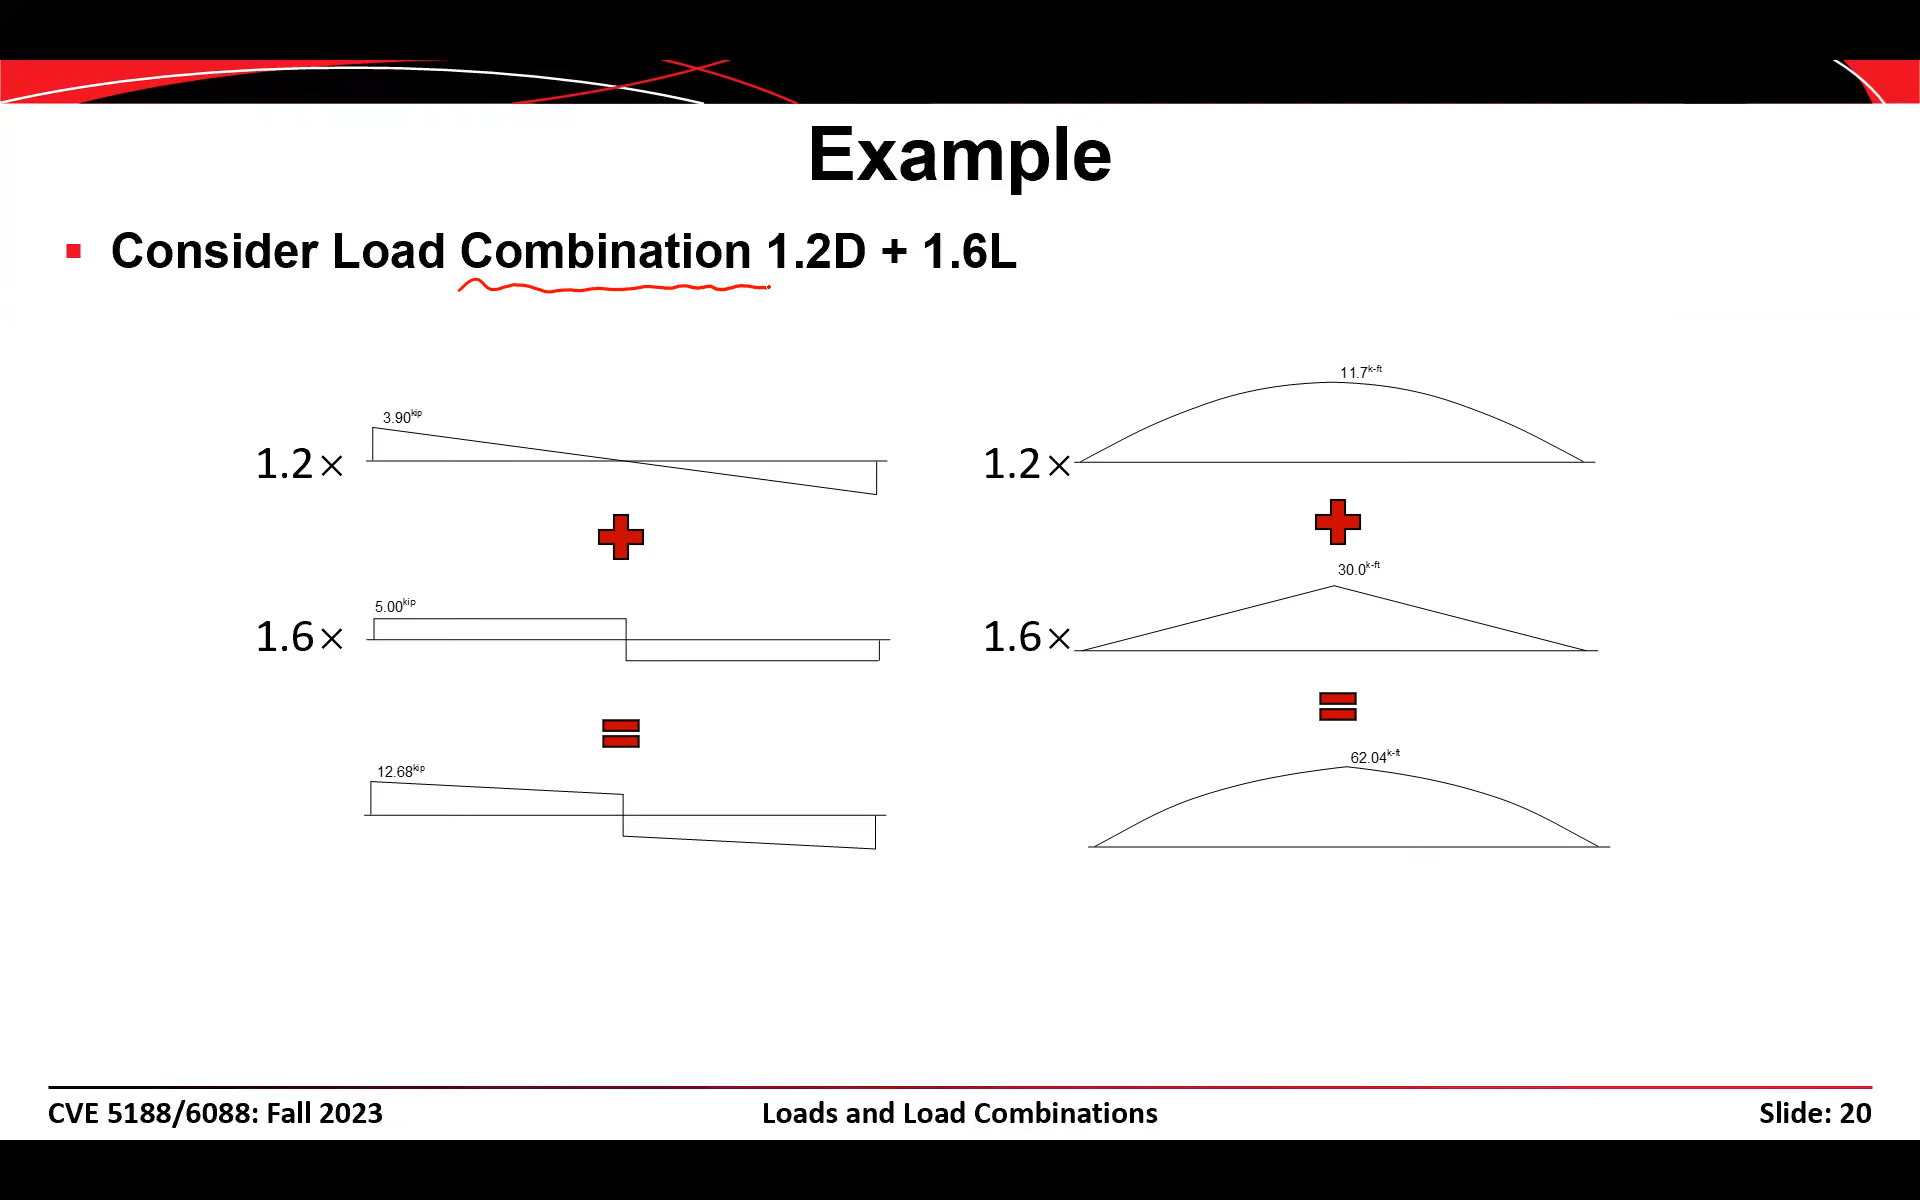 Example
▪ Consider Load Combination 1.2D + 1.6L
3.90kip
1.2×
5.00kip
1.6×
12.68kip
11.7k-ft
1.2×
30.0k-ft
1.6×
62.04k-ft
CVE 5188/6088: Fall 2023
Loads and Load Combinations
Slide: 20